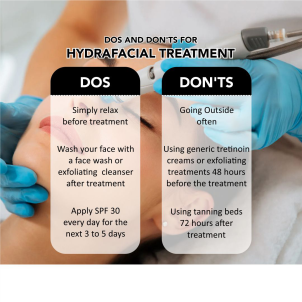 DOS AND DON'TS FOR
HYDRAFACIAL TREATMENT
DOS
Simply relax
before treatment
Wash your face with
a face wash or
exfoliating cleanser
after treatment
Apply SPF 30
every day for the
next 3 to 5 days
DON'TS
Going Outside
often
Using generic tretinoin
creams or exfoliating
treatments 48 hours
before the treatment
Using tanning beds
72 hours after
treatment